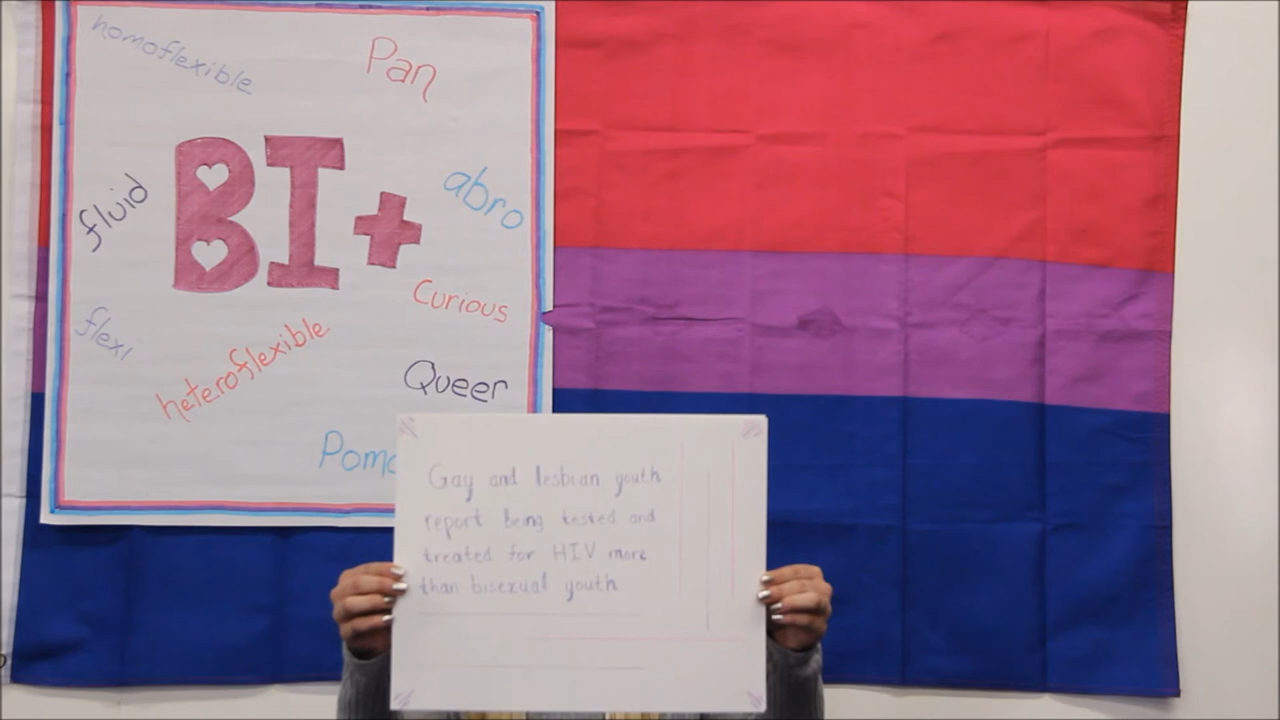 homoflexible
Pan
BI+
fluid
abro
Curious
flexi
heteroflexible
Queer
Gay and lesbian youth
report being tested and
treated for HIV more
than bisexual youth